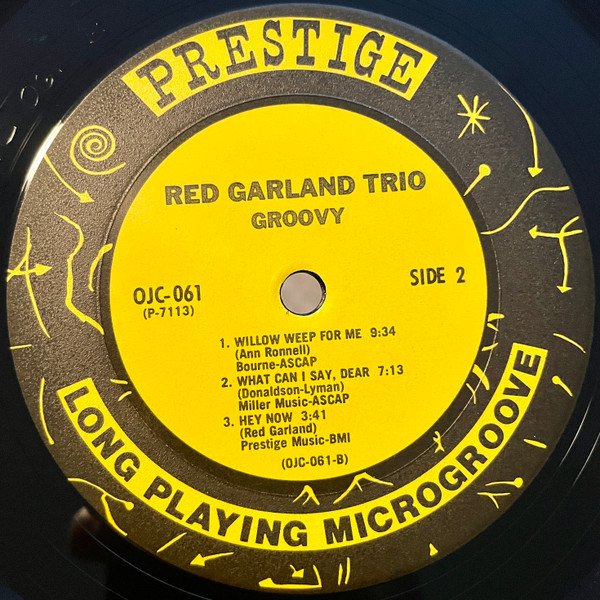 PRESTIGE
RED GARLAND TRIO
GROOVY
OJC-061
(P-7113)
SIDE 2
1. WILLOW WEEP FOR ME 9:34
(Ann Ronnell)
Bourne-ASCAP
2. WHAT CAN I SAY, DEAR 7:13
(Donaldson-Lyman)
Miller Music-ASCAP
3. HEY NOW 3:41
(Red Garland)
Prestige Music-BMI
(OJC-061-B)
LONG PLAYING MICROGROOVE